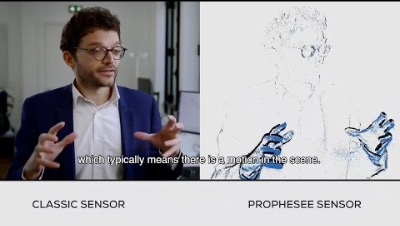 which typically means there is a motion in the scene.
CLASSIC SENSOR
PROPHESEE SENSOR